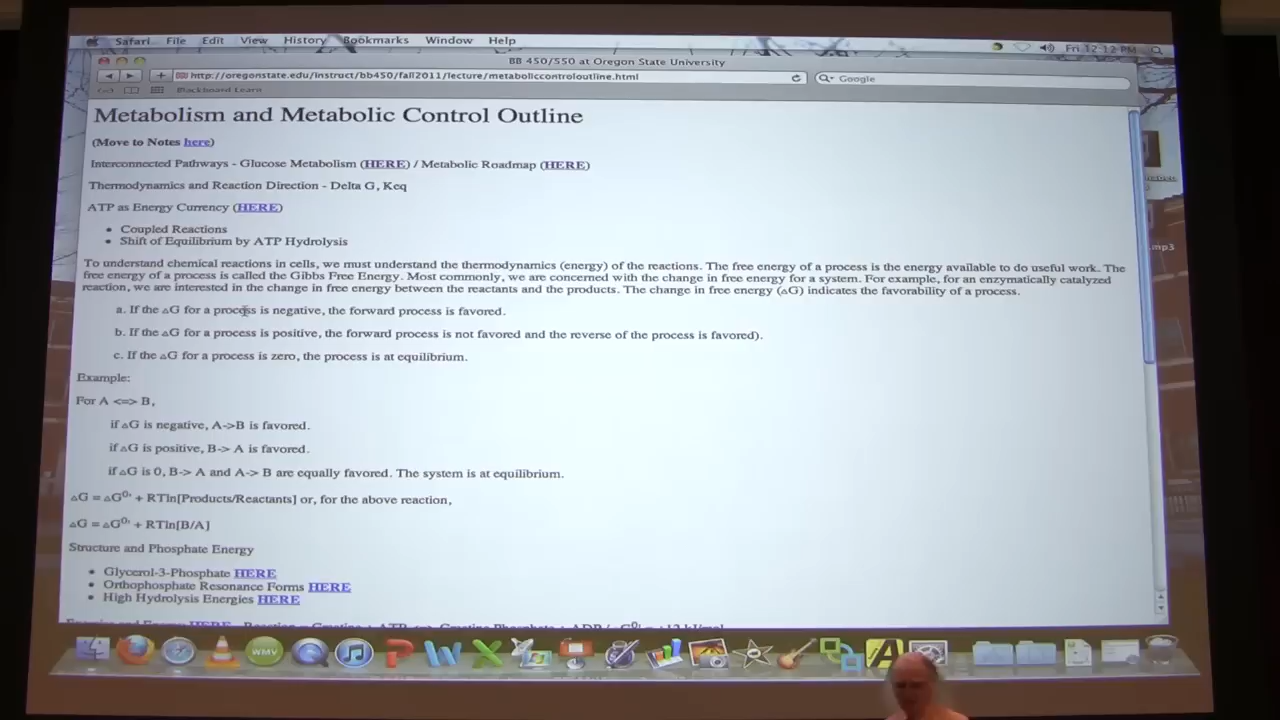 Safari File Edit View History Bookmarks Window Help Fri 12:12 PM
BB 450/550 at Oregon State University
http://oregonstate.edu/instruct/bb450/fall2011/lecture/metaboliccontroloutline.html Google
Blackboard Learn
Metabolism and Metabolic Control Outline
(Move to Notes here)
Interconnected Pathways - Glucose Metabolism (HERE) / Metabolic Roadmap (HERE)
Thermodynamics and Reaction Direction - Delta G, Keq
ATP as Energy Currency (HERE)
• Coupled Reactions
• Shift of Equilibrium by ATP Hydrolysis
To understand chemical reactions in cells, we must understand the thermodynamics (energy) of the reactions. The free energy of a process is the energy available to do useful work. The
free energy of a process is called the Gibbs Free Energy. Most commonly, we are concerned with the change in free energy for a system. For example, for an enzymatically catalyzed
reaction, we are interested in the change in free energy between the reactants and the products. The change in free energy (△G) indicates the favorability of a process.
a. If the △G for a process is negative, the forward process is favored.
b. If the △G for a process is positive, the forward process is not favored and the reverse of the process is favored).
c. If the △G for a process is zero, the process is at equilibrium.
Example:
For A <=> B,
if △G is negative, A->B is favored.
if △G is positive, B-> A is favored.
if △G is 0, B-> A and A-> B are equally favored. The system is at equilibrium.
△G = △G⁰' + RTln[Products/Reactants] or, for the above reaction,
△G = △G⁰' + RTln[B/A]
Structure and Phosphate Energy
• Glycerol-3-Phosphate HERE
• Orthophosphate Resonance Forms HERE
• High Hydrolysis Energies HERE
.mp3
WMV